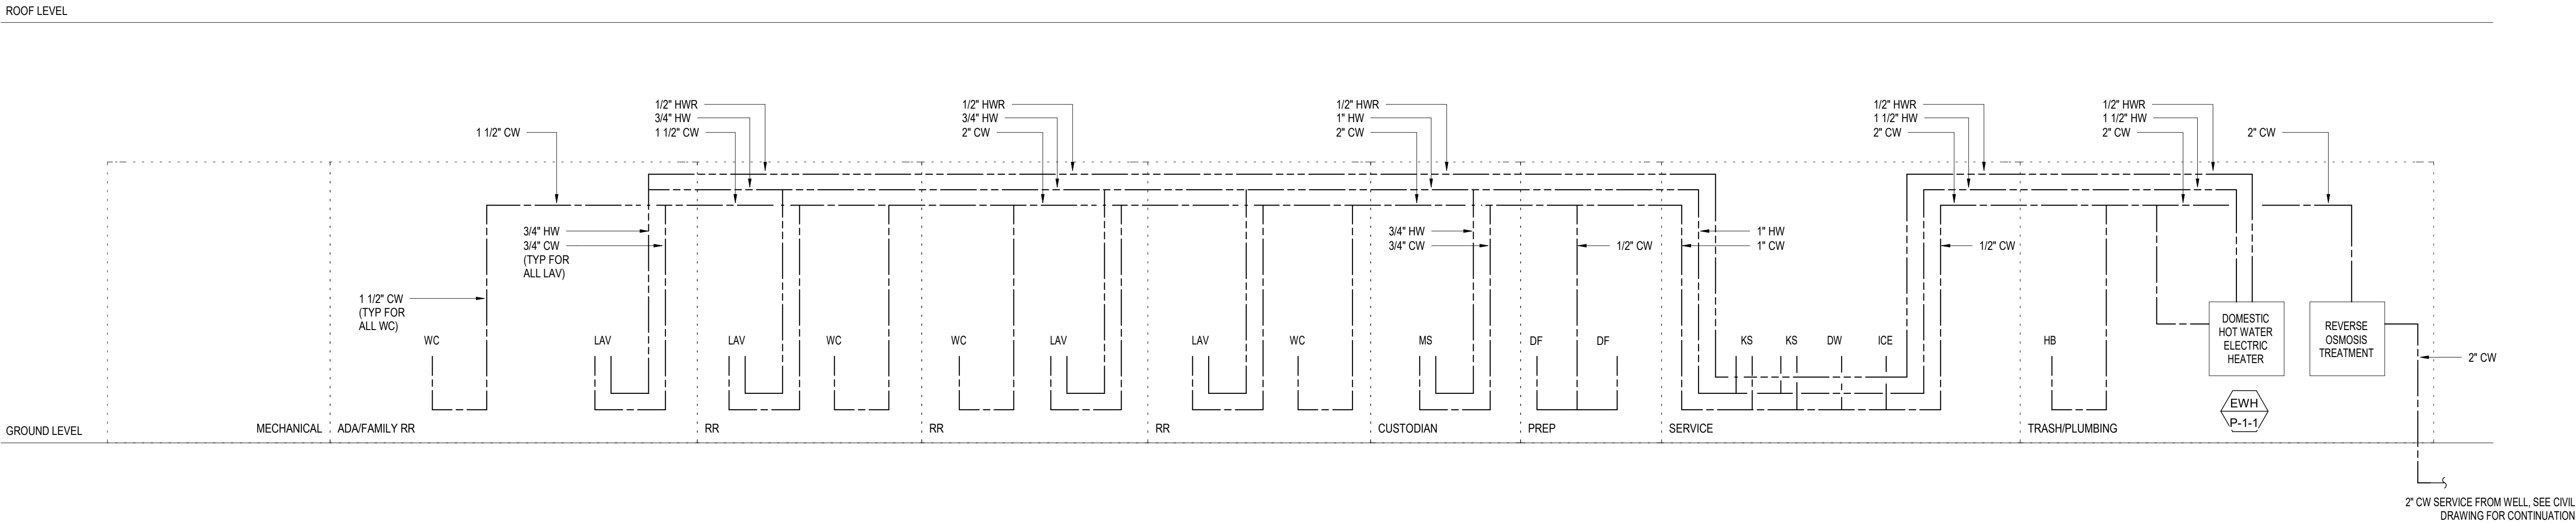 ROOF LEVEL
1 1/2" CW
1/2" HWR
3/4" HW
1 1/2" CW
1/2" HWR
3/4" HW
2" CW
1/2" HWR
1" HW
2" CW
1/2" HWR
1 1/2" HW
2" CW
1/2" HWR
1 1/2" HW
2" CW
2" CW
3/4" HW
3/4" CW
(TYP FOR
ALL LAV)
3/4" HW
3/4" CW
1/2" CW
1" HW
1" CW
1/2" CW
1 1/2" CW
(TYP FOR
ALL WC)
WC
LAV
LAV
WC
WC
LAV
LAV
WC
MS
DF
DF
KS
KS
DW
ICE
HB
DOMESTIC
HOT WATER
ELECTRIC
HEATER
REVERSE
OSMOSIS
TREATMENT
2" CW
EWH
P-1-1
GROUND LEVEL
MECHANICAL
ADA/FAMILY RR
RR
RR
RR
CUSTODIAN
PREP
SERVICE
TRASH/PLUMBING
2" CW SERVICE FROM WELL, SEE CIVIL
DRAWING FOR CONTINUATION